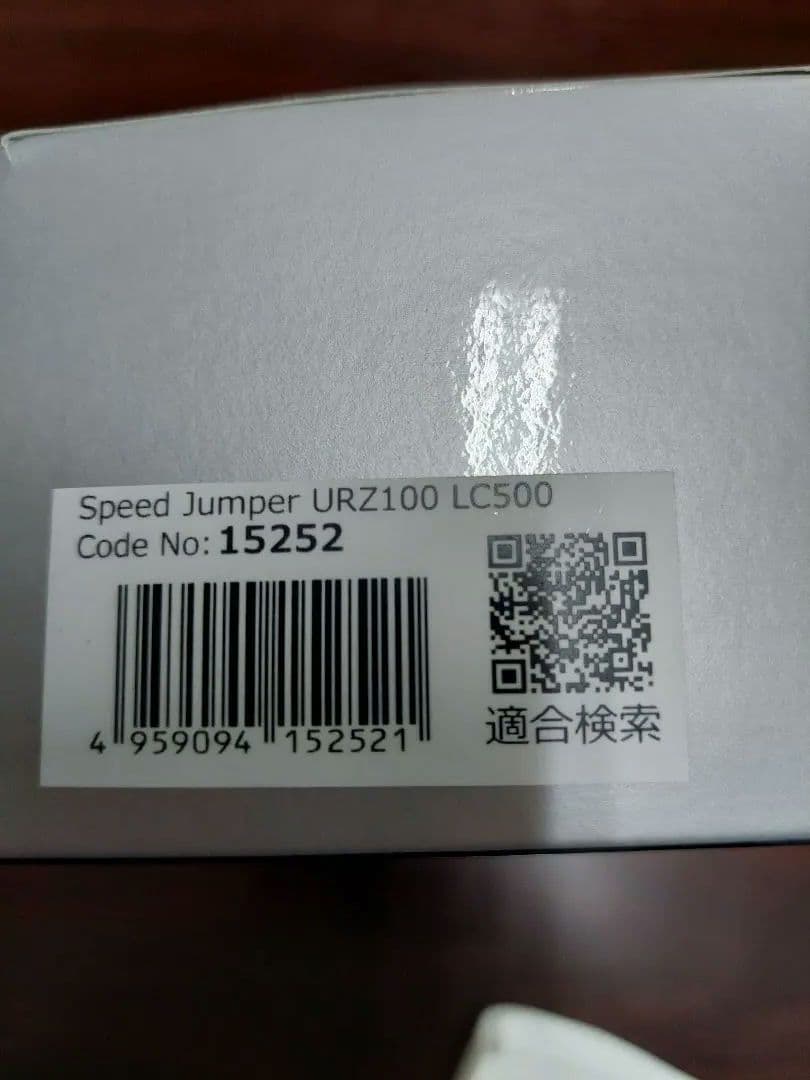 Speed Jumper URZ100 LC500
Code No: 15252
4 959094 152521
適合検索